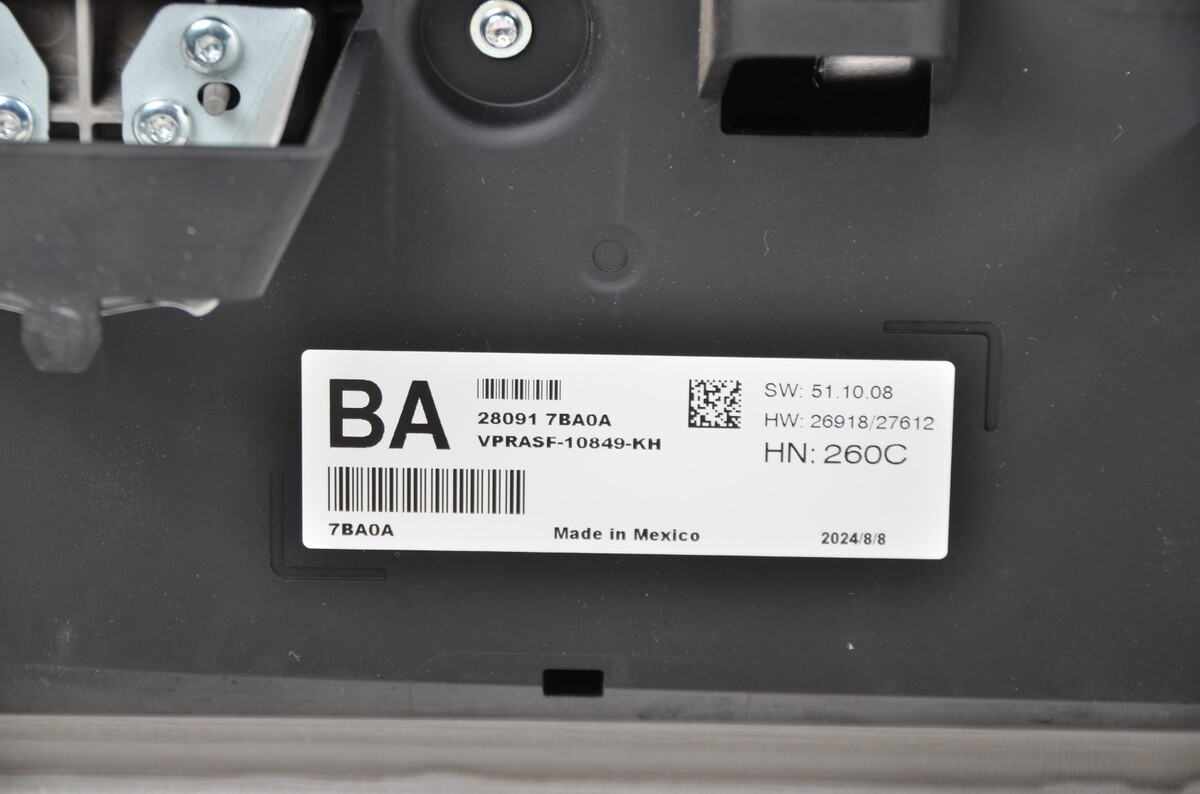 BA
28091 7BA0A
VPRASF-10849-KH
7BA0A
Made in Mexico
SW: 51.10.08
HW: 26918/27612
HN: 260C
2024/8/8